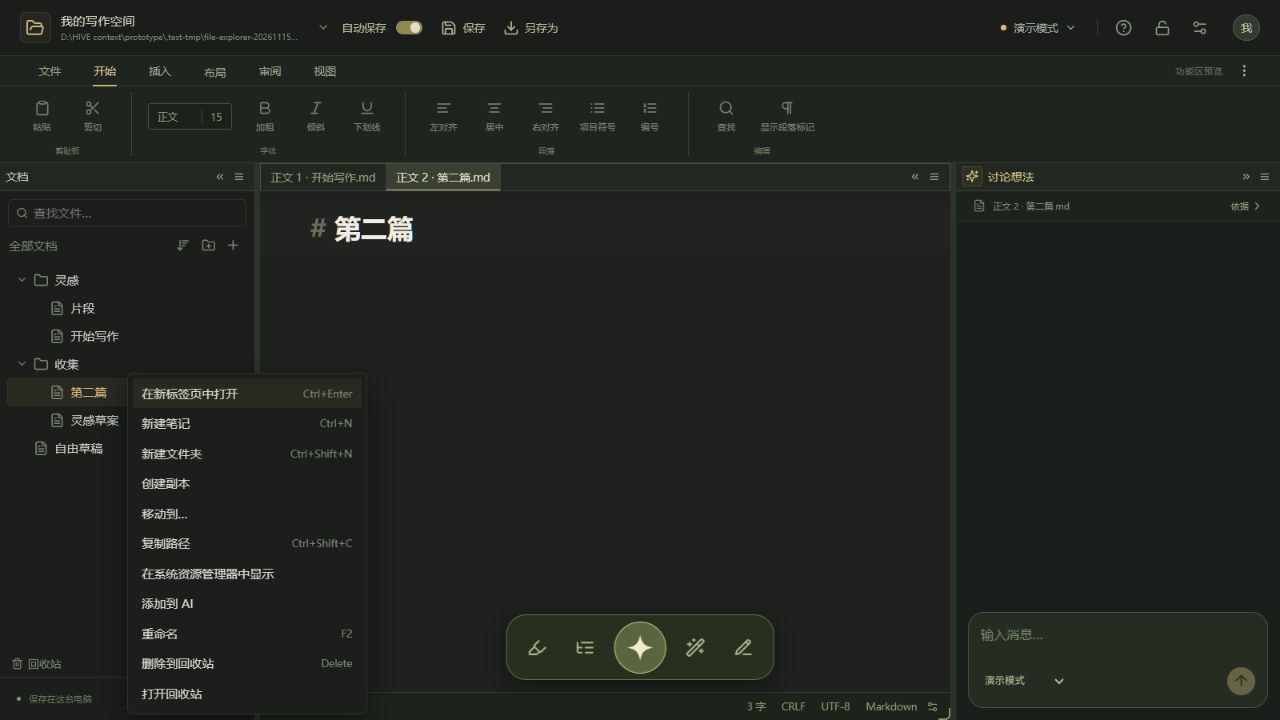 我的写作空间
D:\HIVE context\prototype\.test-tmp\file-explorer-20261115...
自动保存 保存 另存为
演示模式
我
文件 开始 插入 布局 审阅 视图
功能区预览
正文 15
粘贴 剪切 加粗 倾斜 下划线 左对齐 居中 右对齐 项目符号 编号 查找 显示段落标记
剪贴板 字体 段落 编辑
文档
正文 1 · 开始写作.md 正文 2 · 第二篇.md
讨论想法
查找文件...
正文 2 · 第二篇.md 依据
# 第二篇
全部文档
灵感
片段
开始写作
收集
第二篇
灵感草案
自由草稿
在新标签页中打开 Ctrl+Enter
新建笔记 Ctrl+N
新建文件夹 Ctrl+Shift+N
创建副本
移动到...
复制路径 Ctrl+Shift+C
在系统资源管理器中显示
添加到 AI
重命名 F2
删除到回收站 Delete
打开回收站
回收站
保存在这台电脑
输入消息...
演示模式
3 字 CRLF UTF-8 Markdown